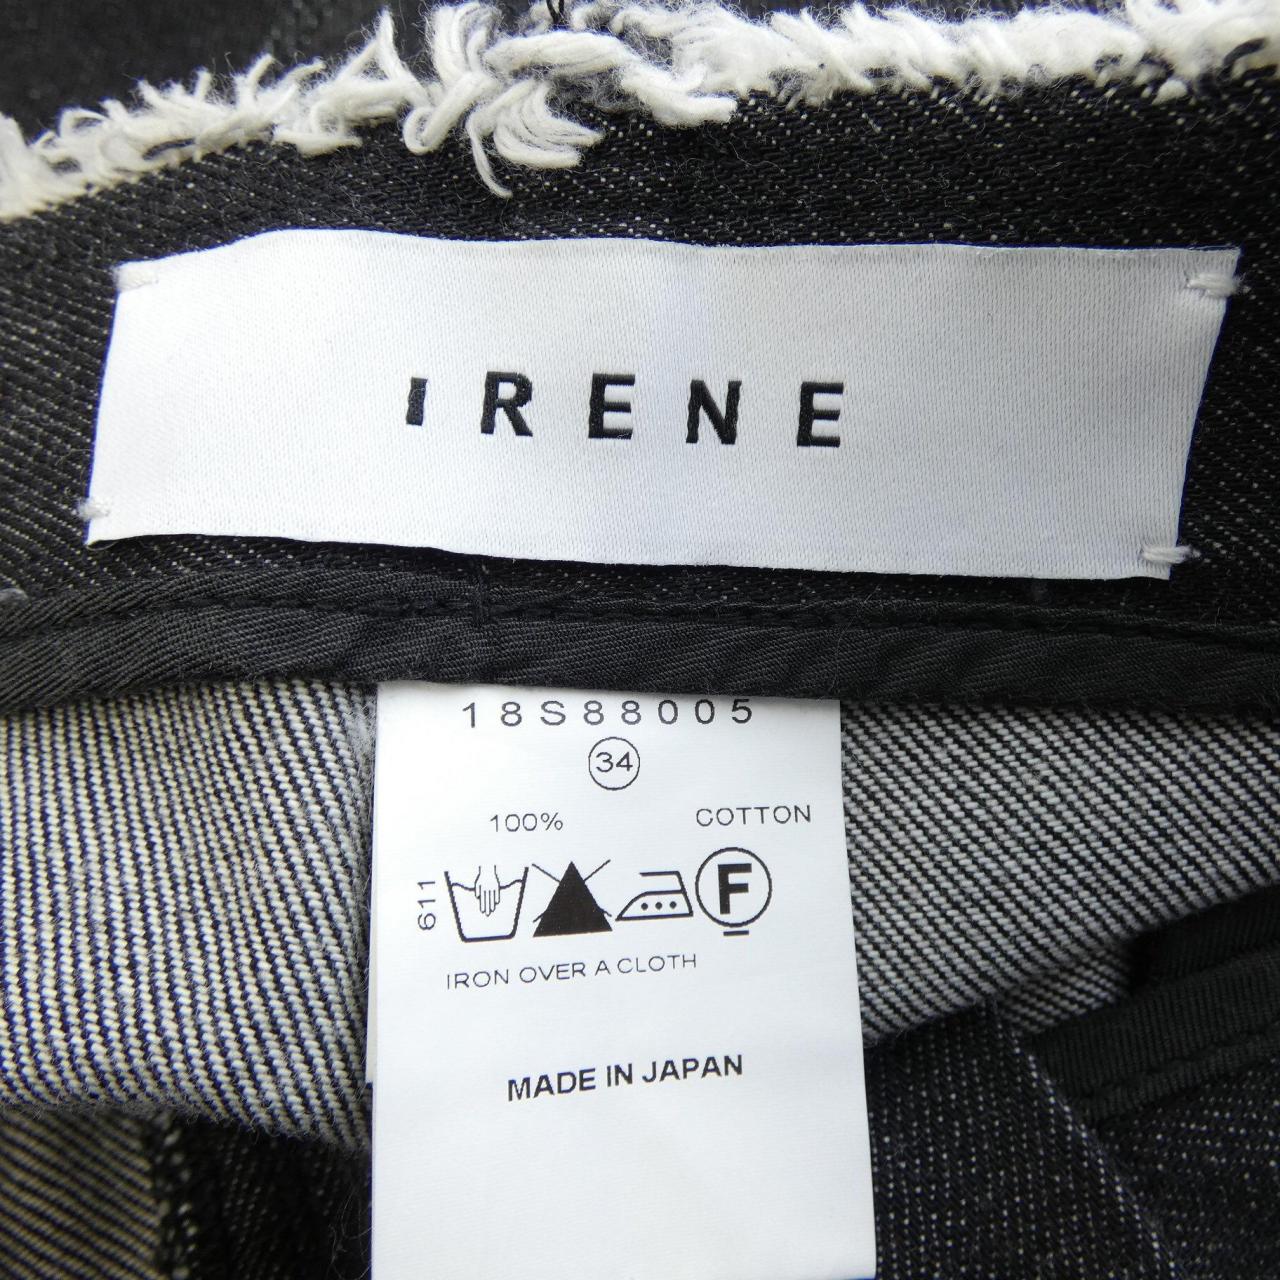 IRENE
18S88005
34
100% COTTON
611
F
IRON OVER A CLOTH
MADE IN JAPAN